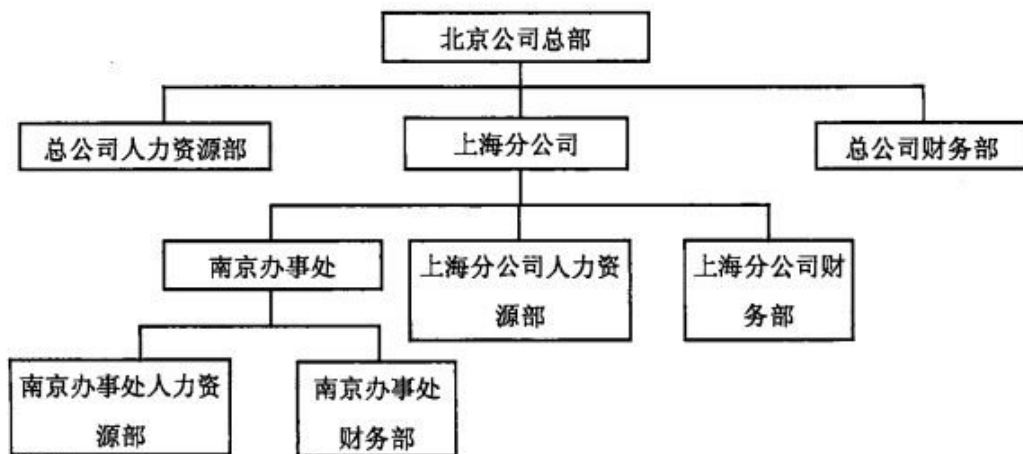 北京公司总部
总公司人力资源部
上海分公司
总公司财务部
南京办事处
上海分公司人力资
源部
上海分公司财
务部
南京办事处人力资
源部
南京办事处
财务部